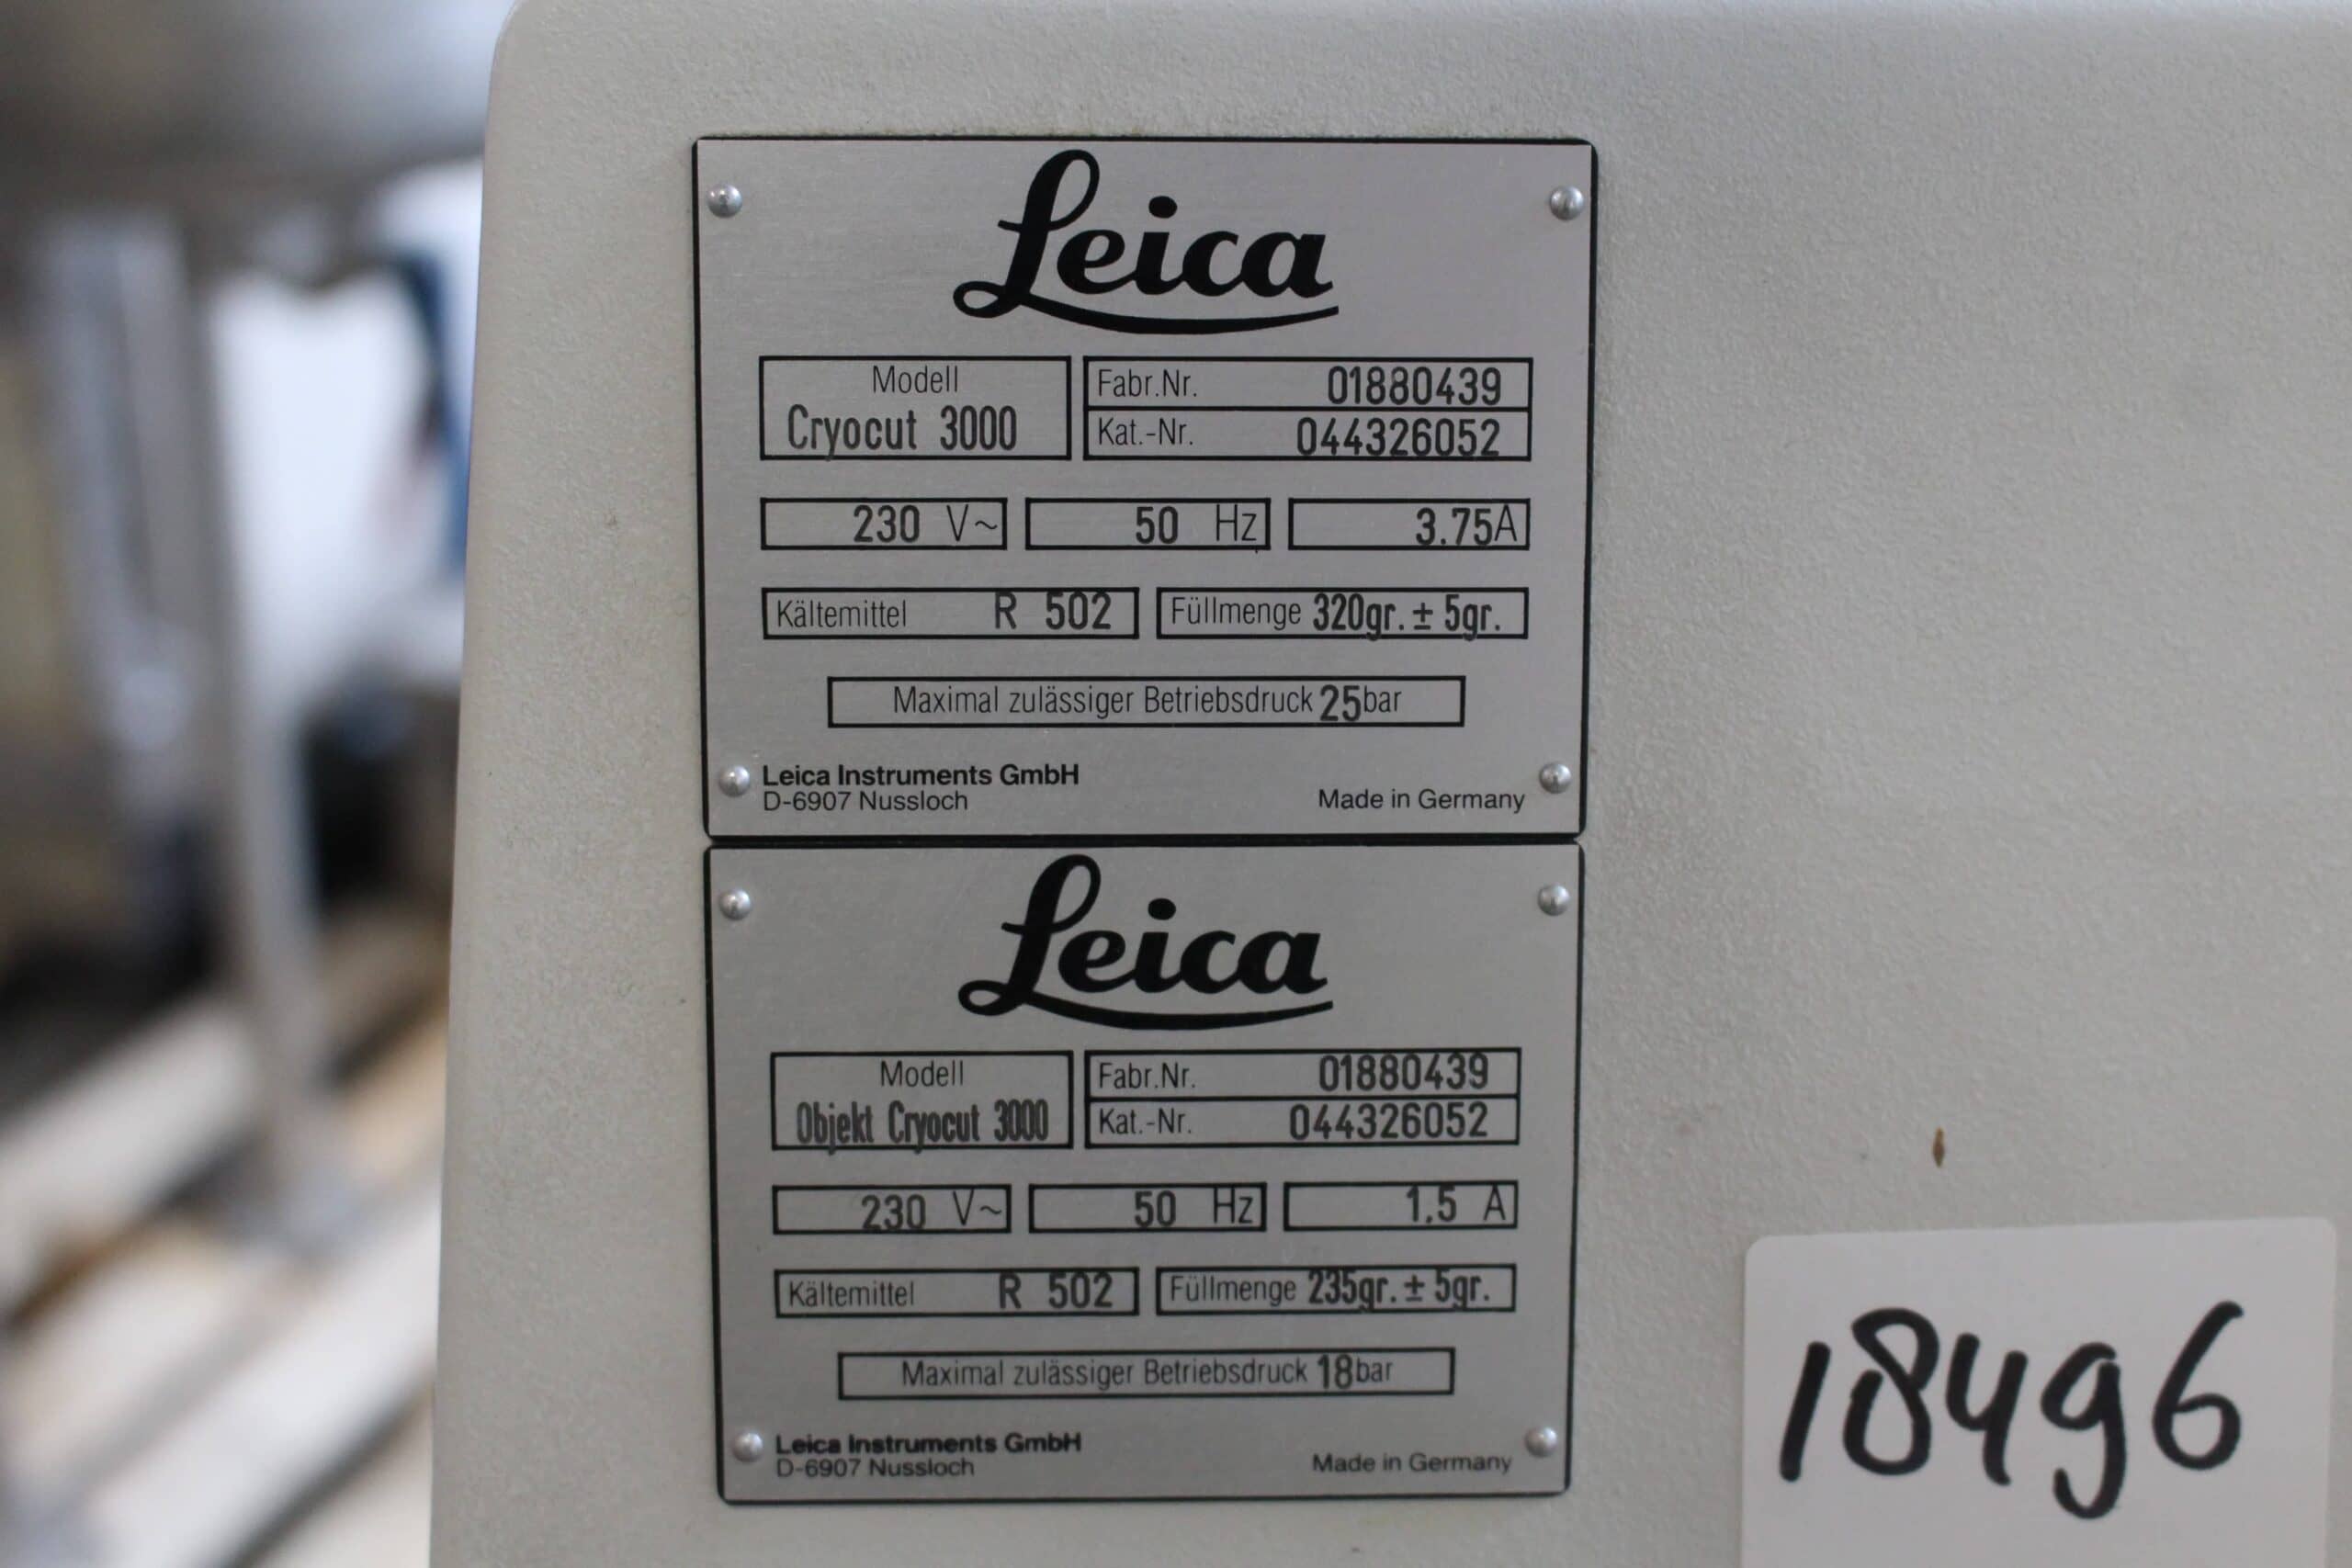 Leica
Modell
Cryocut 3000
Fabr.Nr. 01880439
Kat.-Nr. 044326052
230 V~ 50 Hz 3.75A
Kältemittel R 502 Füllmenge 320gr. ± 5gr.
Maximal zulässiger Betriebsdruck 25bar
Leica Instruments GmbH
D-6907 Nussloch Made in Germany
Leica
Modell
Objekt Cryocut 3000
Fabr.Nr. 01880439
Kat.-Nr. 044326052
230 V~ 50 Hz 1.5 A
Kältemittel R 502 Füllmenge 235gr. ± 5gr.
Maximal zulässiger Betriebsdruck 18bar
Leica Instruments GmbH
D-6907 Nussloch Made in Germany
18496